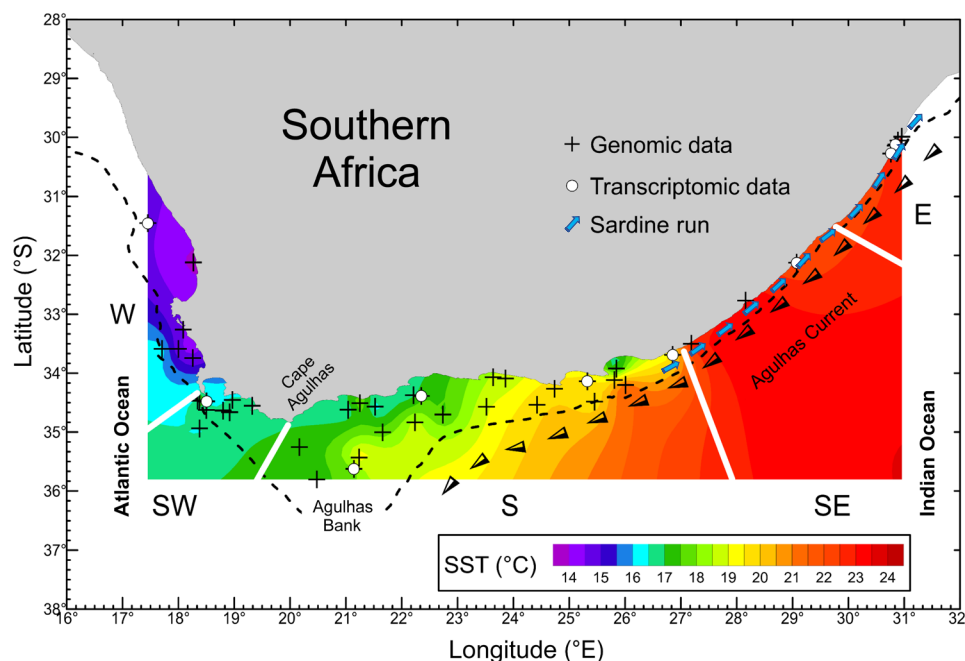 28°
29°
30°
31°
32°
33°
34°
35°
36°
37°
38°
Latitude (°S)
Southern
Africa
Genomic data
Transcriptomic data
Sardine run
W
E
Cape
Agulhas
Agulhas Current
Atlantic Ocean
Indian Ocean
SW
Agulhas
Bank
S
SE
SST (°C)
14 15 16 17 18 19 20 21 22 23 24
16° 17° 18° 19° 20° 21° 22° 23° 24° 25° 26° 27° 28° 29° 30° 31° 32°
Longitude (°E)